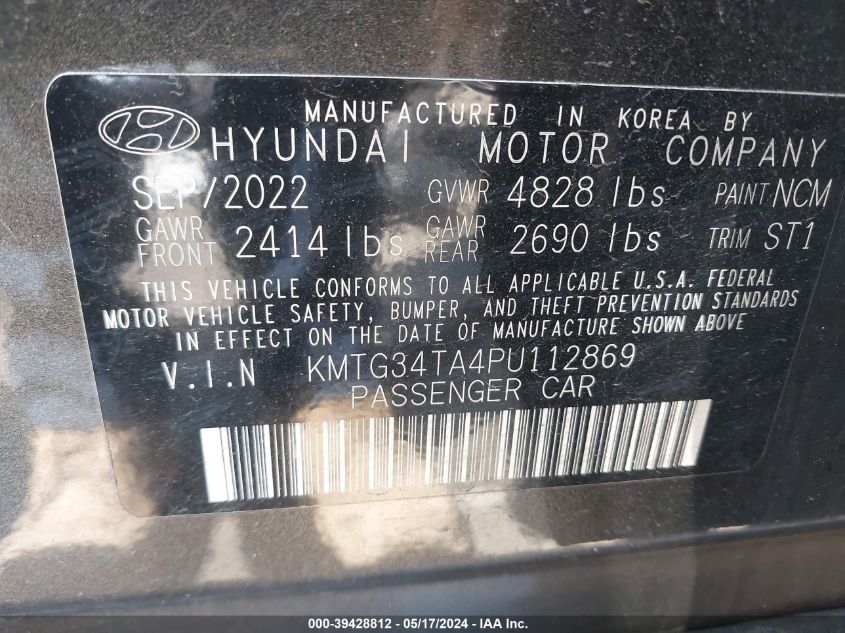 MANUFACTURED IN KOREA BY
HYUNDAI MOTOR COMPANY
SEP/2022 GVWR 4828 lbs PAINT NCM
GAWR FRONT 2414 lbs GAWR REAR 2690 lbs TRIM ST1
THIS VEHICLE CONFORMS TO ALL APPLICABLE U.S.A. FEDERAL
MOTOR VEHICLE SAFETY, BUMPER, AND THEFT PREVENTION STANDARDS
IN EFFECT ON THE DATE OF MANUFACTURE SHOWN ABOVE
V.I.N KMTG34TA4PU112869
PASSENGER CAR
000-39428812 - 05/17/2024 - IAA Inc.